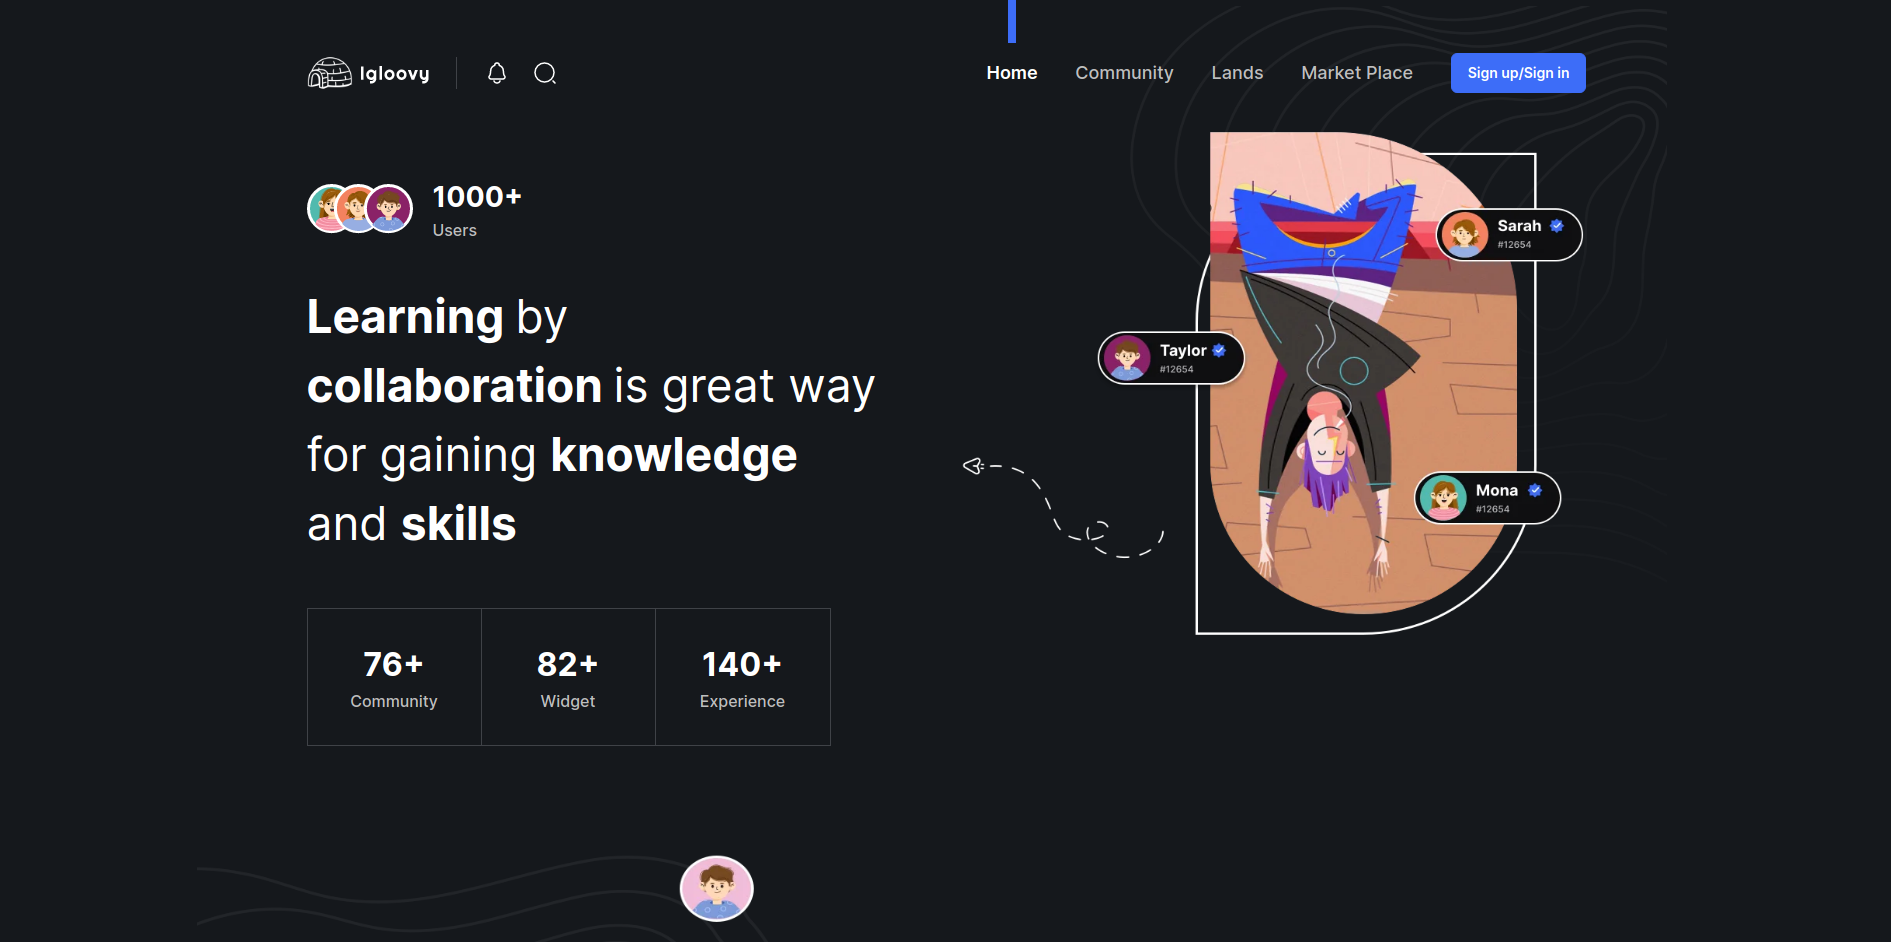 Igloovy
Home
Community
Lands
Market Place
Sign up/Sign in
1000+
Users
Learning by
collaboration is great way
for gaining knowledge
and skills
76+
Community
82+
Widget
140+
Experience
Sarah
#12654
Taylor
#12654
Mona
#12654